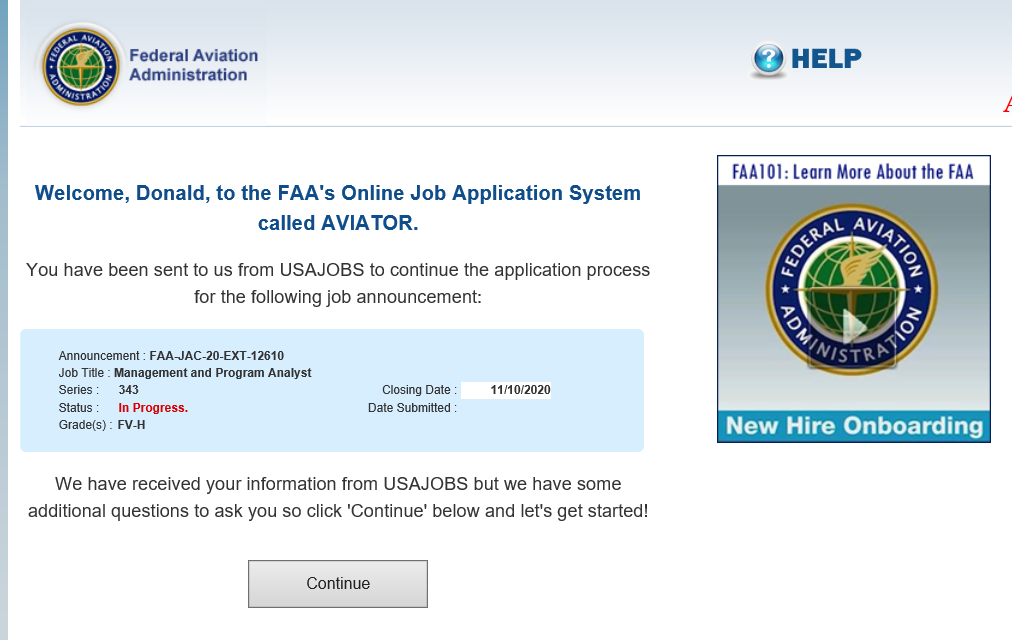 Federal Aviation
Administration
FEDERAL AVIATION
ADMINISTRATION
? HELP
A
Welcome, Donald, to the FAA's Online Job Application System
called AVIATOR.
You have been sent to us from USAJOBS to continue the application process
for the following job announcement:
Announcement : FAA-JAC-20-EXT-12610
Job Title : Management and Program Analyst
Series : 343 Closing Date : 11/10/2020
Status : In Progress. Date Submitted :
Grade(s) : FV-H
We have received your information from USAJOBS but we have some
additional questions to ask you so click 'Continue' below and let's get started!
Continue
FAA101: Learn More About the FAA
FEDERAL AVIATION
ADMINISTRATION
New Hire Onboarding